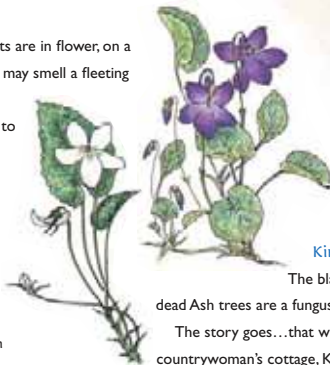 ts are in flower, on a
may smell a fleeting
to
Kin
The bla
dead Ash trees are a fungus
The story goes…that w
countrywoman's cottage, K